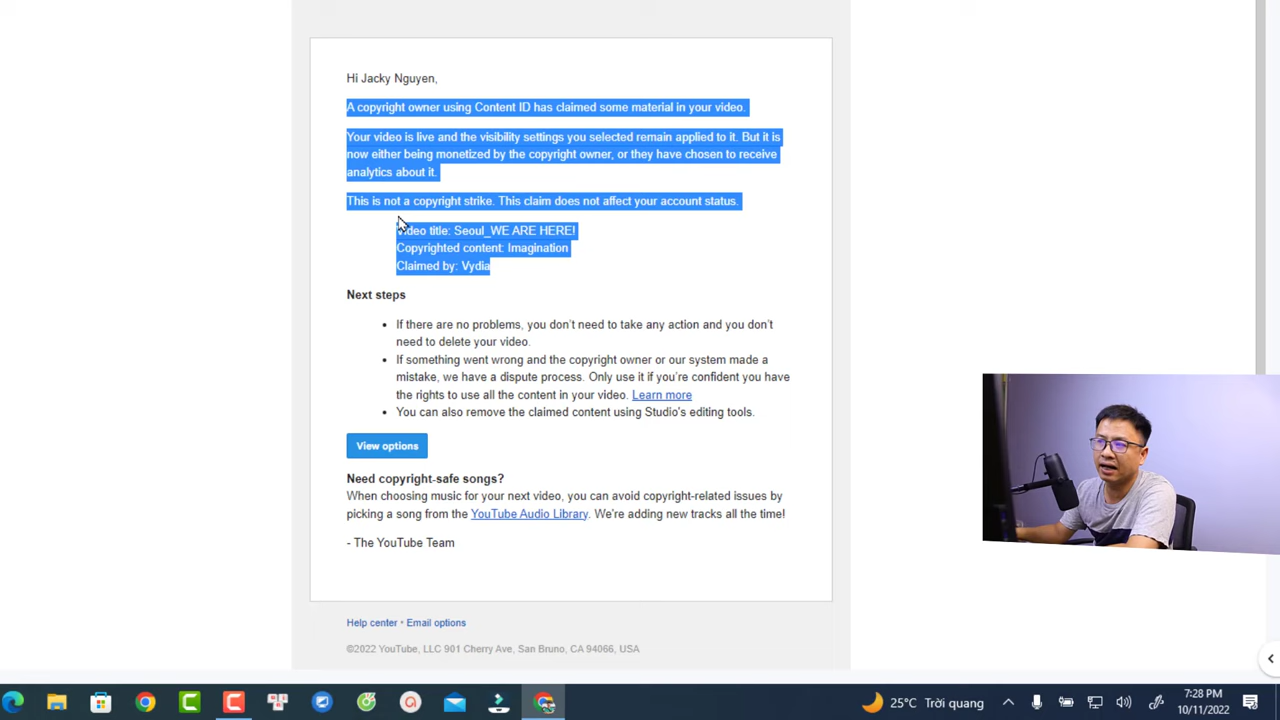 Hi Jacky Nguyen,
A copyright owner using Content ID has claimed some material in your video.
Your video is live and the visibility settings you selected remain applied to it. But it is
now either being monetized by the copyright owner, or they have chosen to receive
analytics about it.
This is not a copyright strike. This claim does not affect your account status.
Video title: Seoul_WE ARE HERE!
Copyrighted content: Imagination
Claimed by: Vydia
Next steps
• If there are no problems, you don't need to take any action and you don't
need to delete your video.
• If something went wrong and the copyright owner or our system made a
mistake, we have a dispute process. Only use it if you're confident you have
the rights to use all the content in your video. Learn more
• You can also remove the claimed content using Studio's editing tools.
View options
Need copyright-safe songs?
When choosing music for your next video, you can avoid copyright-related issues by
picking a song from the YouTube Audio Library. We're adding new tracks all the time!
- The YouTube Team
Help center • Email options
©2022 YouTube, LLC 901 Cherry Ave, San Bruno, CA 94066, USA
25°C Trời quang
7:28 PM
10/11/2022